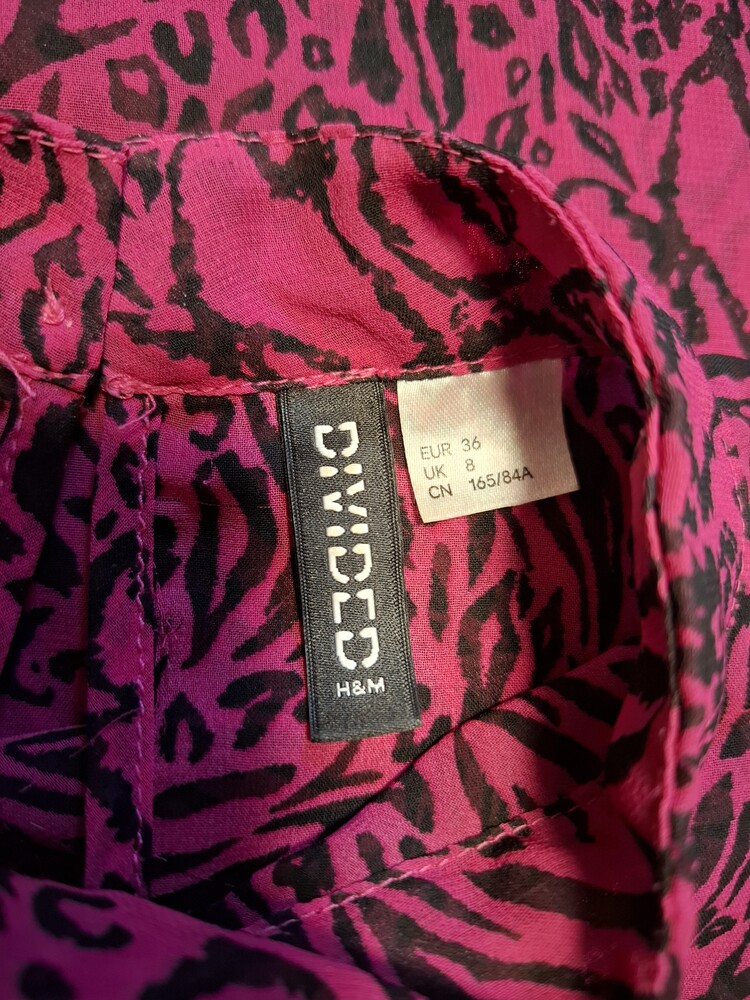 DIVIDED
H&M
EUR 36
UK 8
CN 165/84A